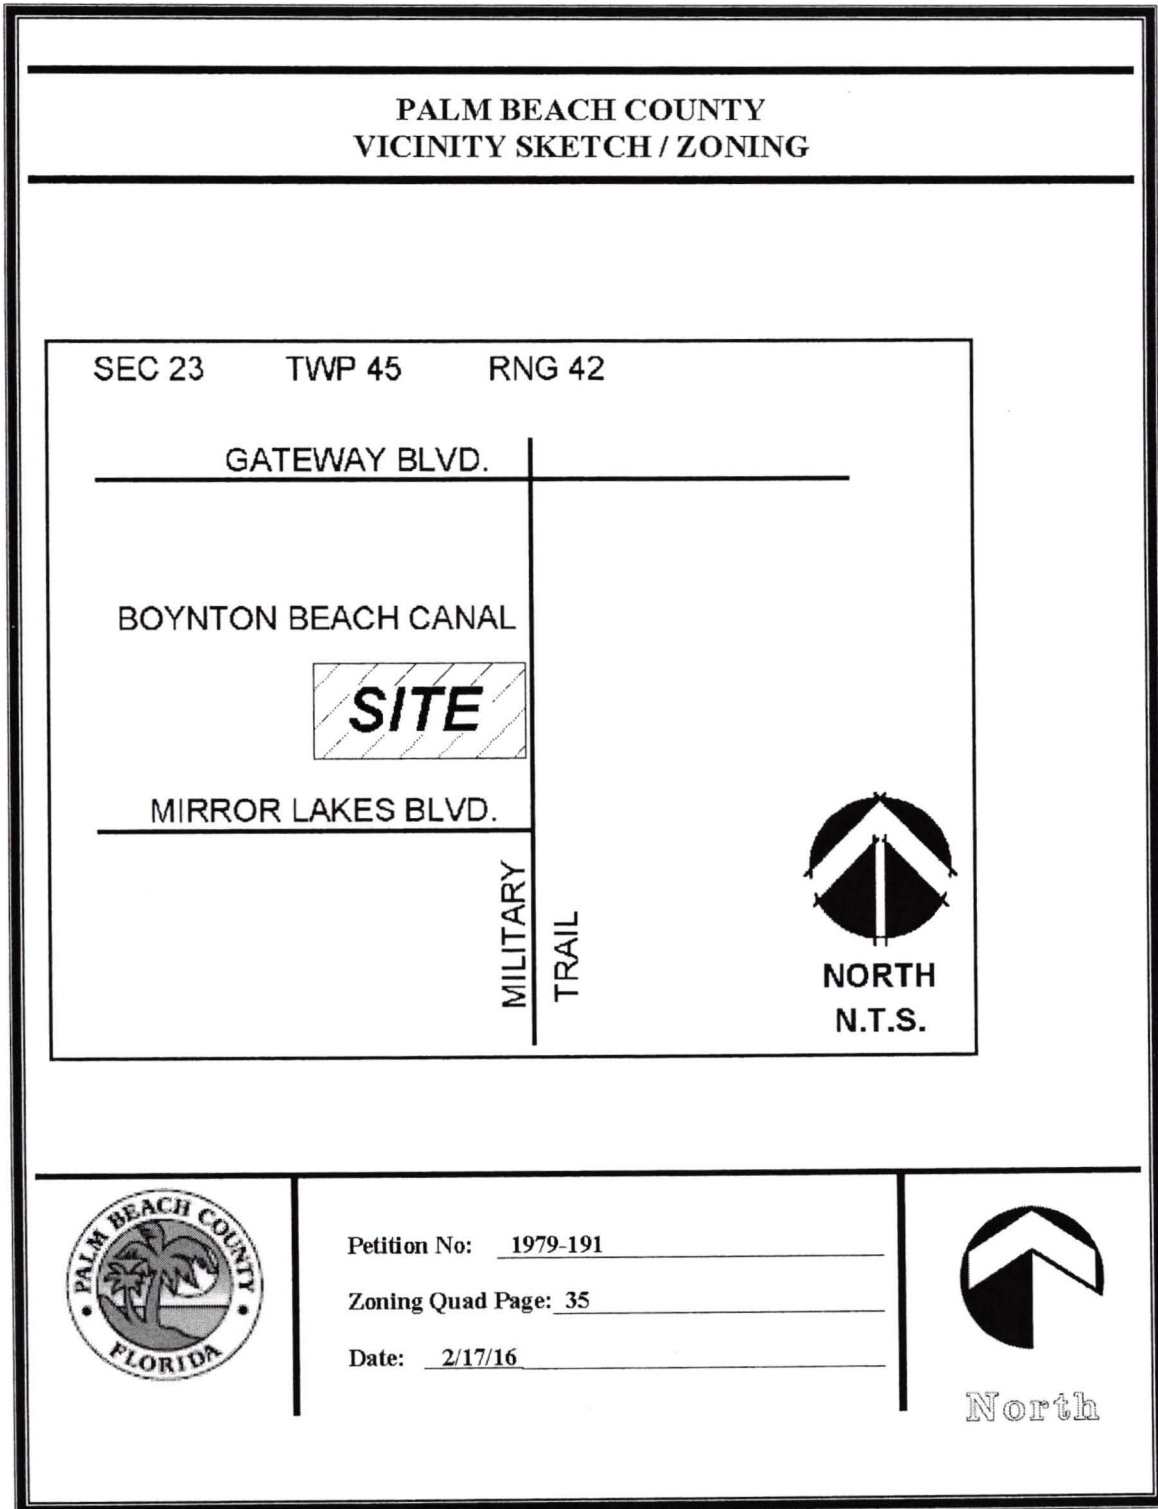 PALM BEACH COUNTY
VICINITY SKETCH / ZONING
SEC 23 TWP 45 RNG 42
GATEWAY BLVD.
BOYNTON BEACH CANAL
SITE
MIRROR LAKES BLVD.
MILITARY
TRAIL
NORTH
N.T.S.
PALM BEACH COUNTY
FLORIDA
Petition No: 1979-191
Zoning Quad Page: 35
Date: 2/17/16
North